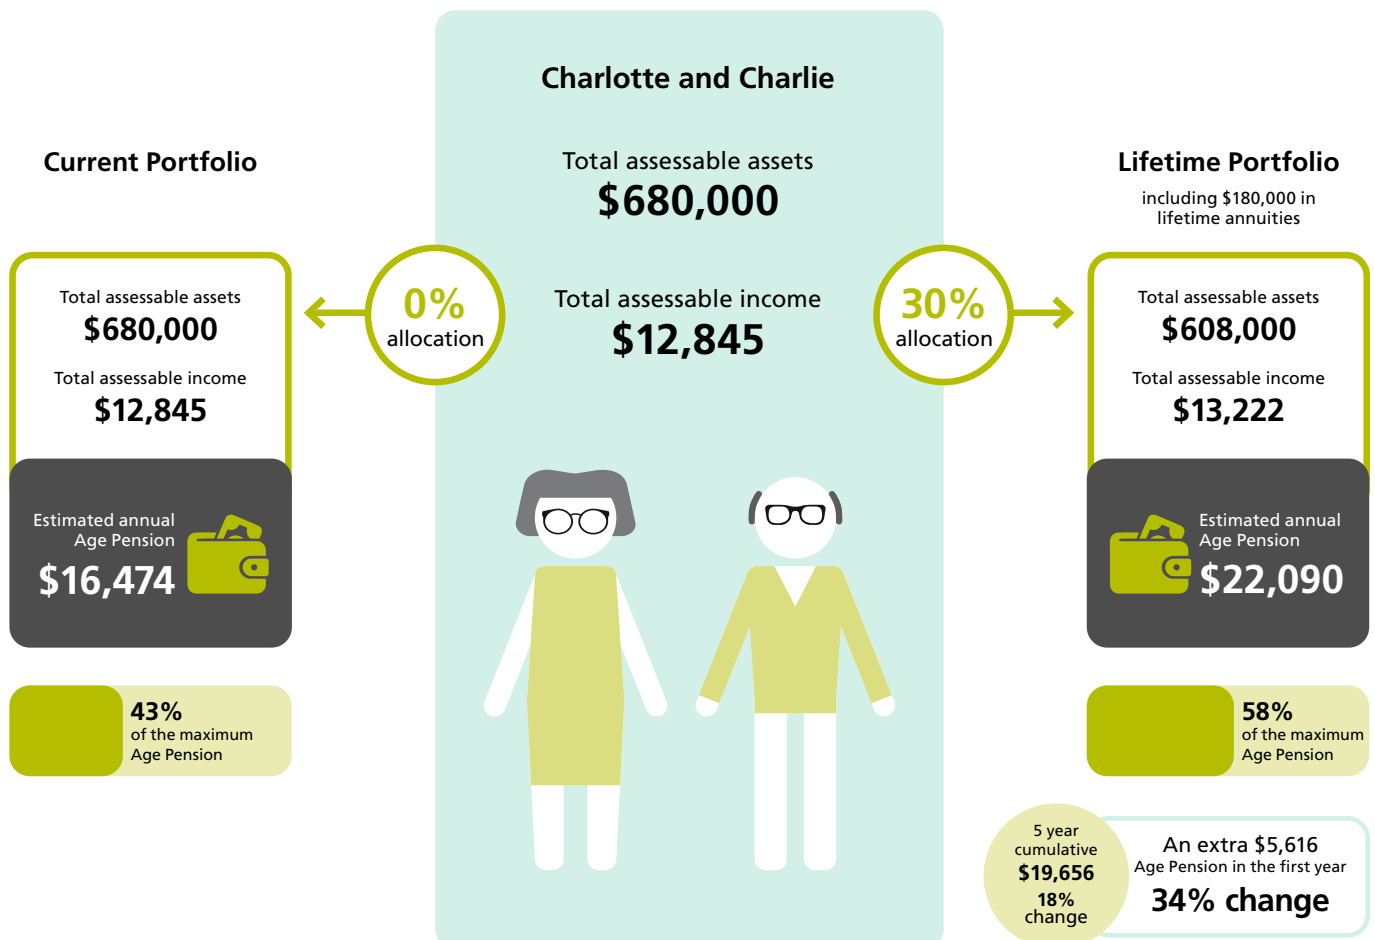 Charlotte and Charlie
Total assessable assets
$680,000
Total assessable income
$12,845
Current Portfolio
0%
allocation
Total assessable assets
$680,000
Total assessable income
$12,845
Estimated annual
Age Pension
$16,474
43%
of the maximum
Age Pension
Lifetime Portfolio
including $180,000 in
lifetime annuities
30%
allocation
Total assessable assets
$608,000
Total assessable income
$13,222
Estimated annual
Age Pension
$22,090
58%
of the maximum
Age Pension
5 year
cumulative
$19,656
18%
change
An extra $5,616
Age Pension in the first year
34% change